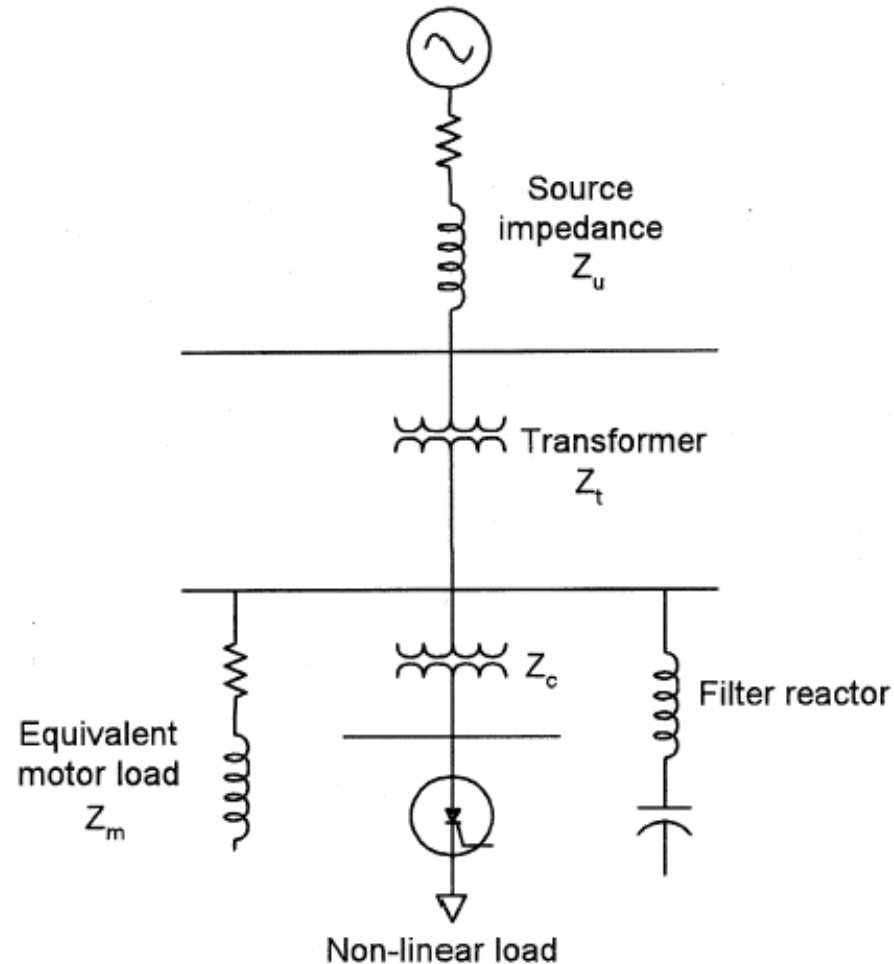 Source
impedance
Z_u
Transformer
Z_t
Z_c
Filter reactor
Equivalent
motor load
Z_m
Non-linear load